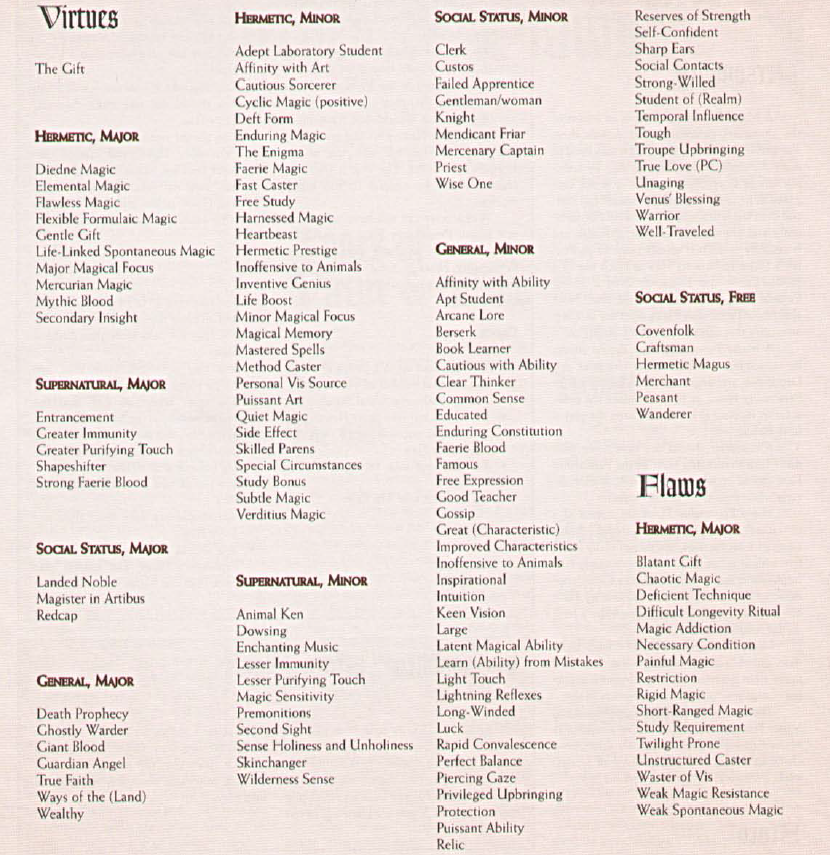 Virtues
The Gift
HERMETIC, MAJOR
Diedne Magic
Elemental Magic
Flawless Magic
Flexible Formulaic Magic
Gentle Gift
Life-Linked Spontaneous Magic
Major Magical Focus
Mercurian Magic
Mythic Blood
Secondary Insight
SUPERNATURAL, MAJOR
Entrancement
Greater Immunity
Greater Purifying Touch
Shapeshifter
Strong Faerie Blood
SOCIAL STATUS, MAJOR
Landed Noble
Magister in Artibus
Redcap
GENERAL, MAJOR
Death Prophecy
Ghostly Warder
Giant Blood
Guardian Angel
True Faith
Ways of the (Land)
Wealthy
HERMETIC, MINOR
Adept Laboratory Student
Affinity with Art
Cautious Sorcerer
Cyclic Magic (positive)
Deft Form
Enduring Magic
The Enigma
Faerie Magic
Fast Caster
Free Study
Harnessed Magic
Heartbeast
Hermetic Prestige
Inoffensive to Animals
Inventive Genius
Life Boost
Minor Magical Focus
Magical Memory
Mastered Spells
Method Caster
Personal Vis Source
Puissant Art
Quiet Magic
Side Effect
Skilled Parens
Special Circumstances
Study Bonus
Subtle Magic
Verditius Magic
SUPERNATURAL, MINOR
Animal Ken
Dowsing
Enchanting Music
Lesser Immunity
Lesser Purifying Touch
Magic Sensitivity
Premonitions
Second Sight
Sense Holiness and Unholiness
Skinchanger
Wilderness Sense
SOCIAL STATUS, MINOR
Clerk
Custos
Failed Apprentice
Gentleman/woman
Knight
Mendicant Friar
Mercenary Captain
Priest
Wise One
GENERAL, MINOR
Affinity with Ability
Apt Student
Arcane Lore
Berserk
Book Learner
Cautious with Ability
Clear Thinker
Common Sense
Educated
Enduring Constitution
Faerie Blood
Famous
Free Expression
Good Teacher
Gossip
Great (Characteristic)
Improved Characteristics
Inoffensive to Animals
Inspirational
Intuition
Keen Vision
Large
Latent Magical Ability
Learn (Ability) from Mistakes
Light Touch
Lightning Reflexes
Long-Winded
Luck
Rapid Convalescence
Perfect Balance
Piercing Gaze
Privileged Upbringing
Protection
Puissant Ability
Relic
Reserves of Strength
Self-Confident
Sharp Ears
Social Contacts
Strong-Willed
Student of (Realm)
Temporal Influence
Tough
Troupe Upbringing
True Love (PC)
Unaging
Venus' Blessing
Warrior
Well-Traveled
SOCIAL STATUS, FREE
Covenfolk
Craftsman
Hermetic Magus
Merchant
Peasant
Wanderer
Flaws
HERMETIC, MAJOR
Blatant Gift
Chaotic Magic
Deficient Technique
Difficult Longevity Ritual
Magic Addiction
Necessary Condition
Painful Magic
Restriction
Rigid Magic
Short-Ranged Magic
Study Requirement
Twilight Prone
Unstructured Caster
Waster of Vis
Weak Magic Resistance
Weak Spontaneous Magic